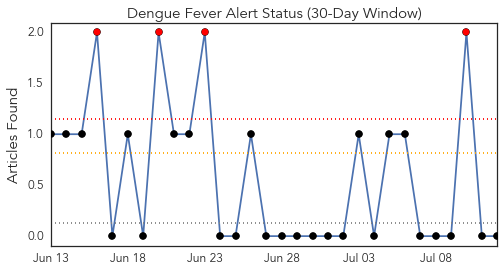 Dengue Fever Alert Status (30-Day Window)
Articles Found
2.0
1.5
1.0
0.5
0.0
Jun 13 Jun 18 Jun 23 Jun 28 Jul 03 Jul 08